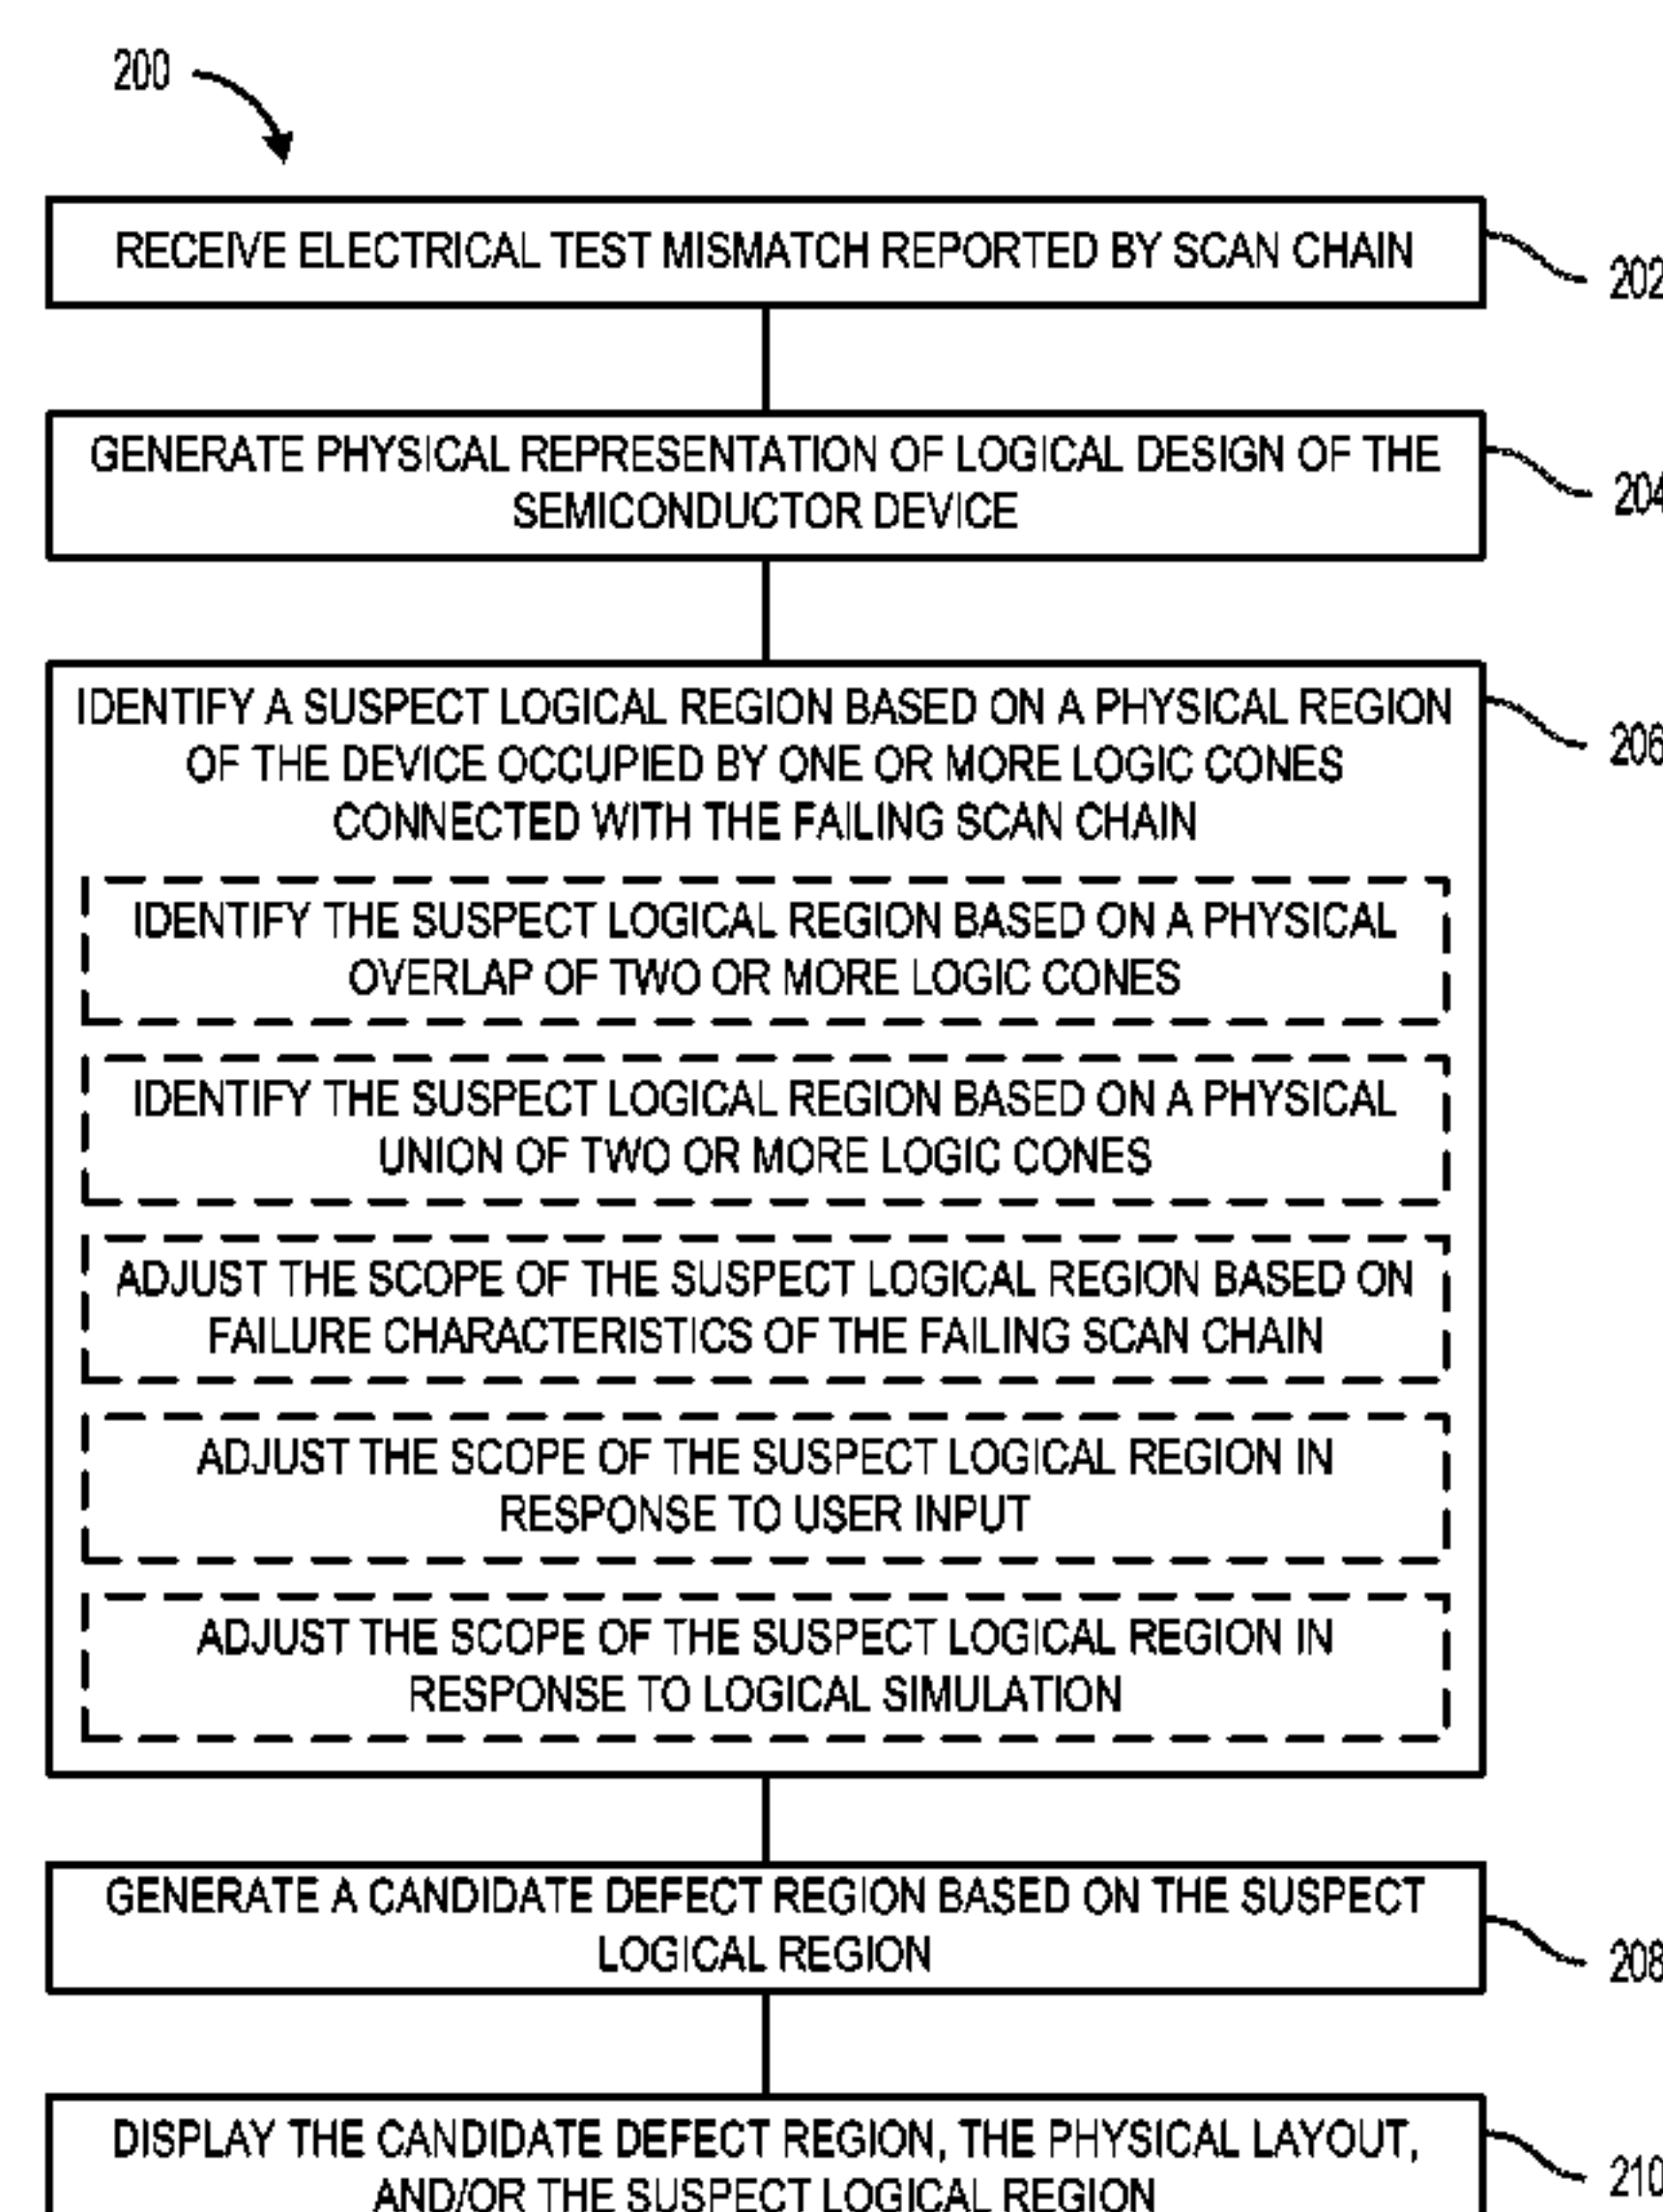 200
RECEIVE ELECTRICAL TEST MISMATCH REPORTED BY SCAN CHAIN
202
GENERATE PHYSICAL REPRESENTATION OF LOGICAL DESIGN OF THE
SEMICONDUCTOR DEVICE
204
IDENTIFY A SUSPECT LOGICAL REGION BASED ON A PHYSICAL REGION
OF THE DEVICE OCCUPIED BY ONE OR MORE LOGIC CONES
CONNECTED WITH THE FAILING SCAN CHAIN
206
IDENTIFY THE SUSPECT LOGICAL REGION BASED ON A PHYSICAL
OVERLAP OF TWO OR MORE LOGIC CONES
IDENTIFY THE SUSPECT LOGICAL REGION BASED ON A PHYSICAL
UNION OF TWO OR MORE LOGIC CONES
ADJUST THE SCOPE OF THE SUSPECT LOGICAL REGION BASED ON
FAILURE CHARACTERISTICS OF THE FAILING SCAN CHAIN
ADJUST THE SCOPE OF THE SUSPECT LOGICAL REGION IN
RESPONSE TO USER INPUT
ADJUST THE SCOPE OF THE SUSPECT LOGICAL REGION IN
RESPONSE TO LOGICAL SIMULATION
GENERATE A CANDIDATE DEFECT REGION BASED ON THE SUSPECT
LOGICAL REGION
208
DISPLAY THE CANDIDATE DEFECT REGION, THE PHYSICAL LAYOUT,
AND/OR THE SUSPECT LOGICAL REGION
210